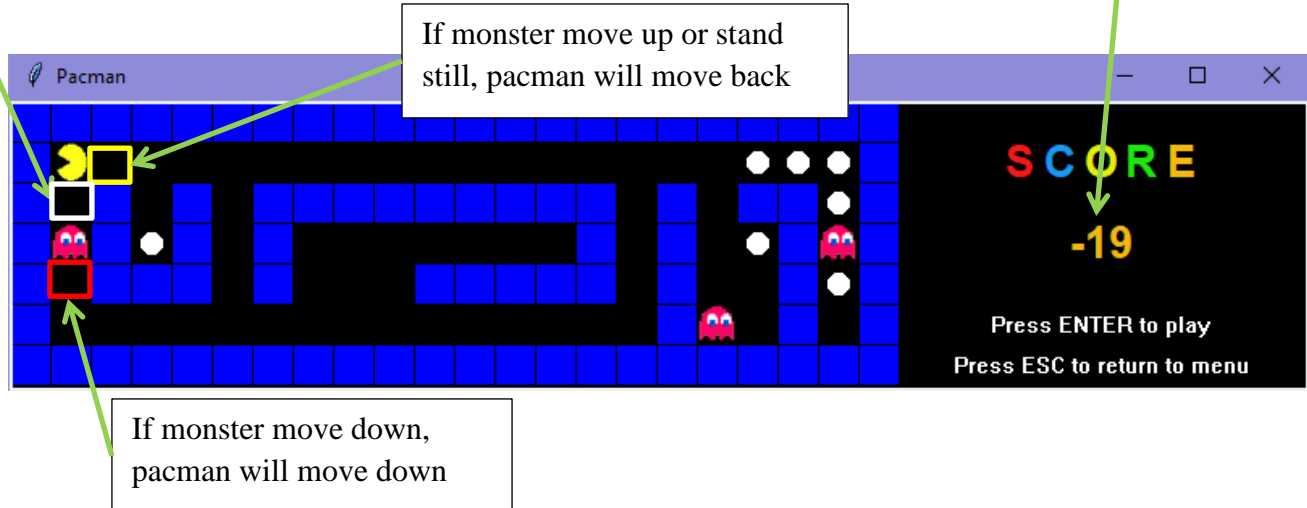 If monster move up or stand
still, pacman will move back
Pacman
SCORE
-19
Press ENTER to play
Press ESC to return to menu
If monster move down,
pacman will move down